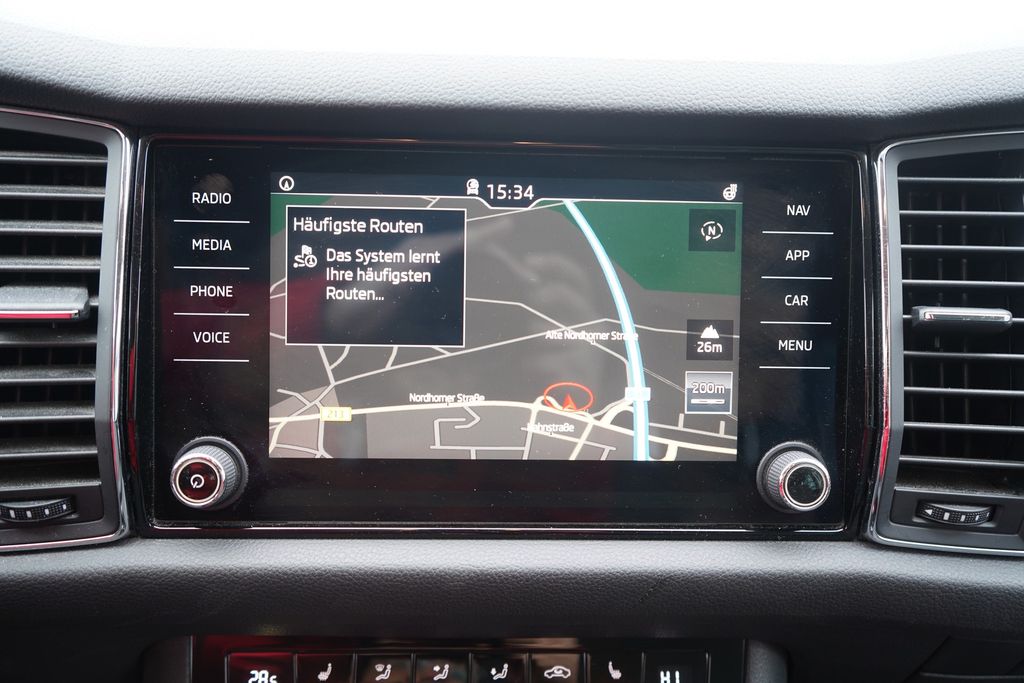 RADIO
MEDIA
PHONE
VOICE
15:34
Häufigste Routen
Das System lernt
Ihre häufigsten
Routen...
N
Alte Nordhorner Straße
26m
200m
Nordhorner Straße
213
Bahnstraße
NAV
APP
CAR
MENU
HI